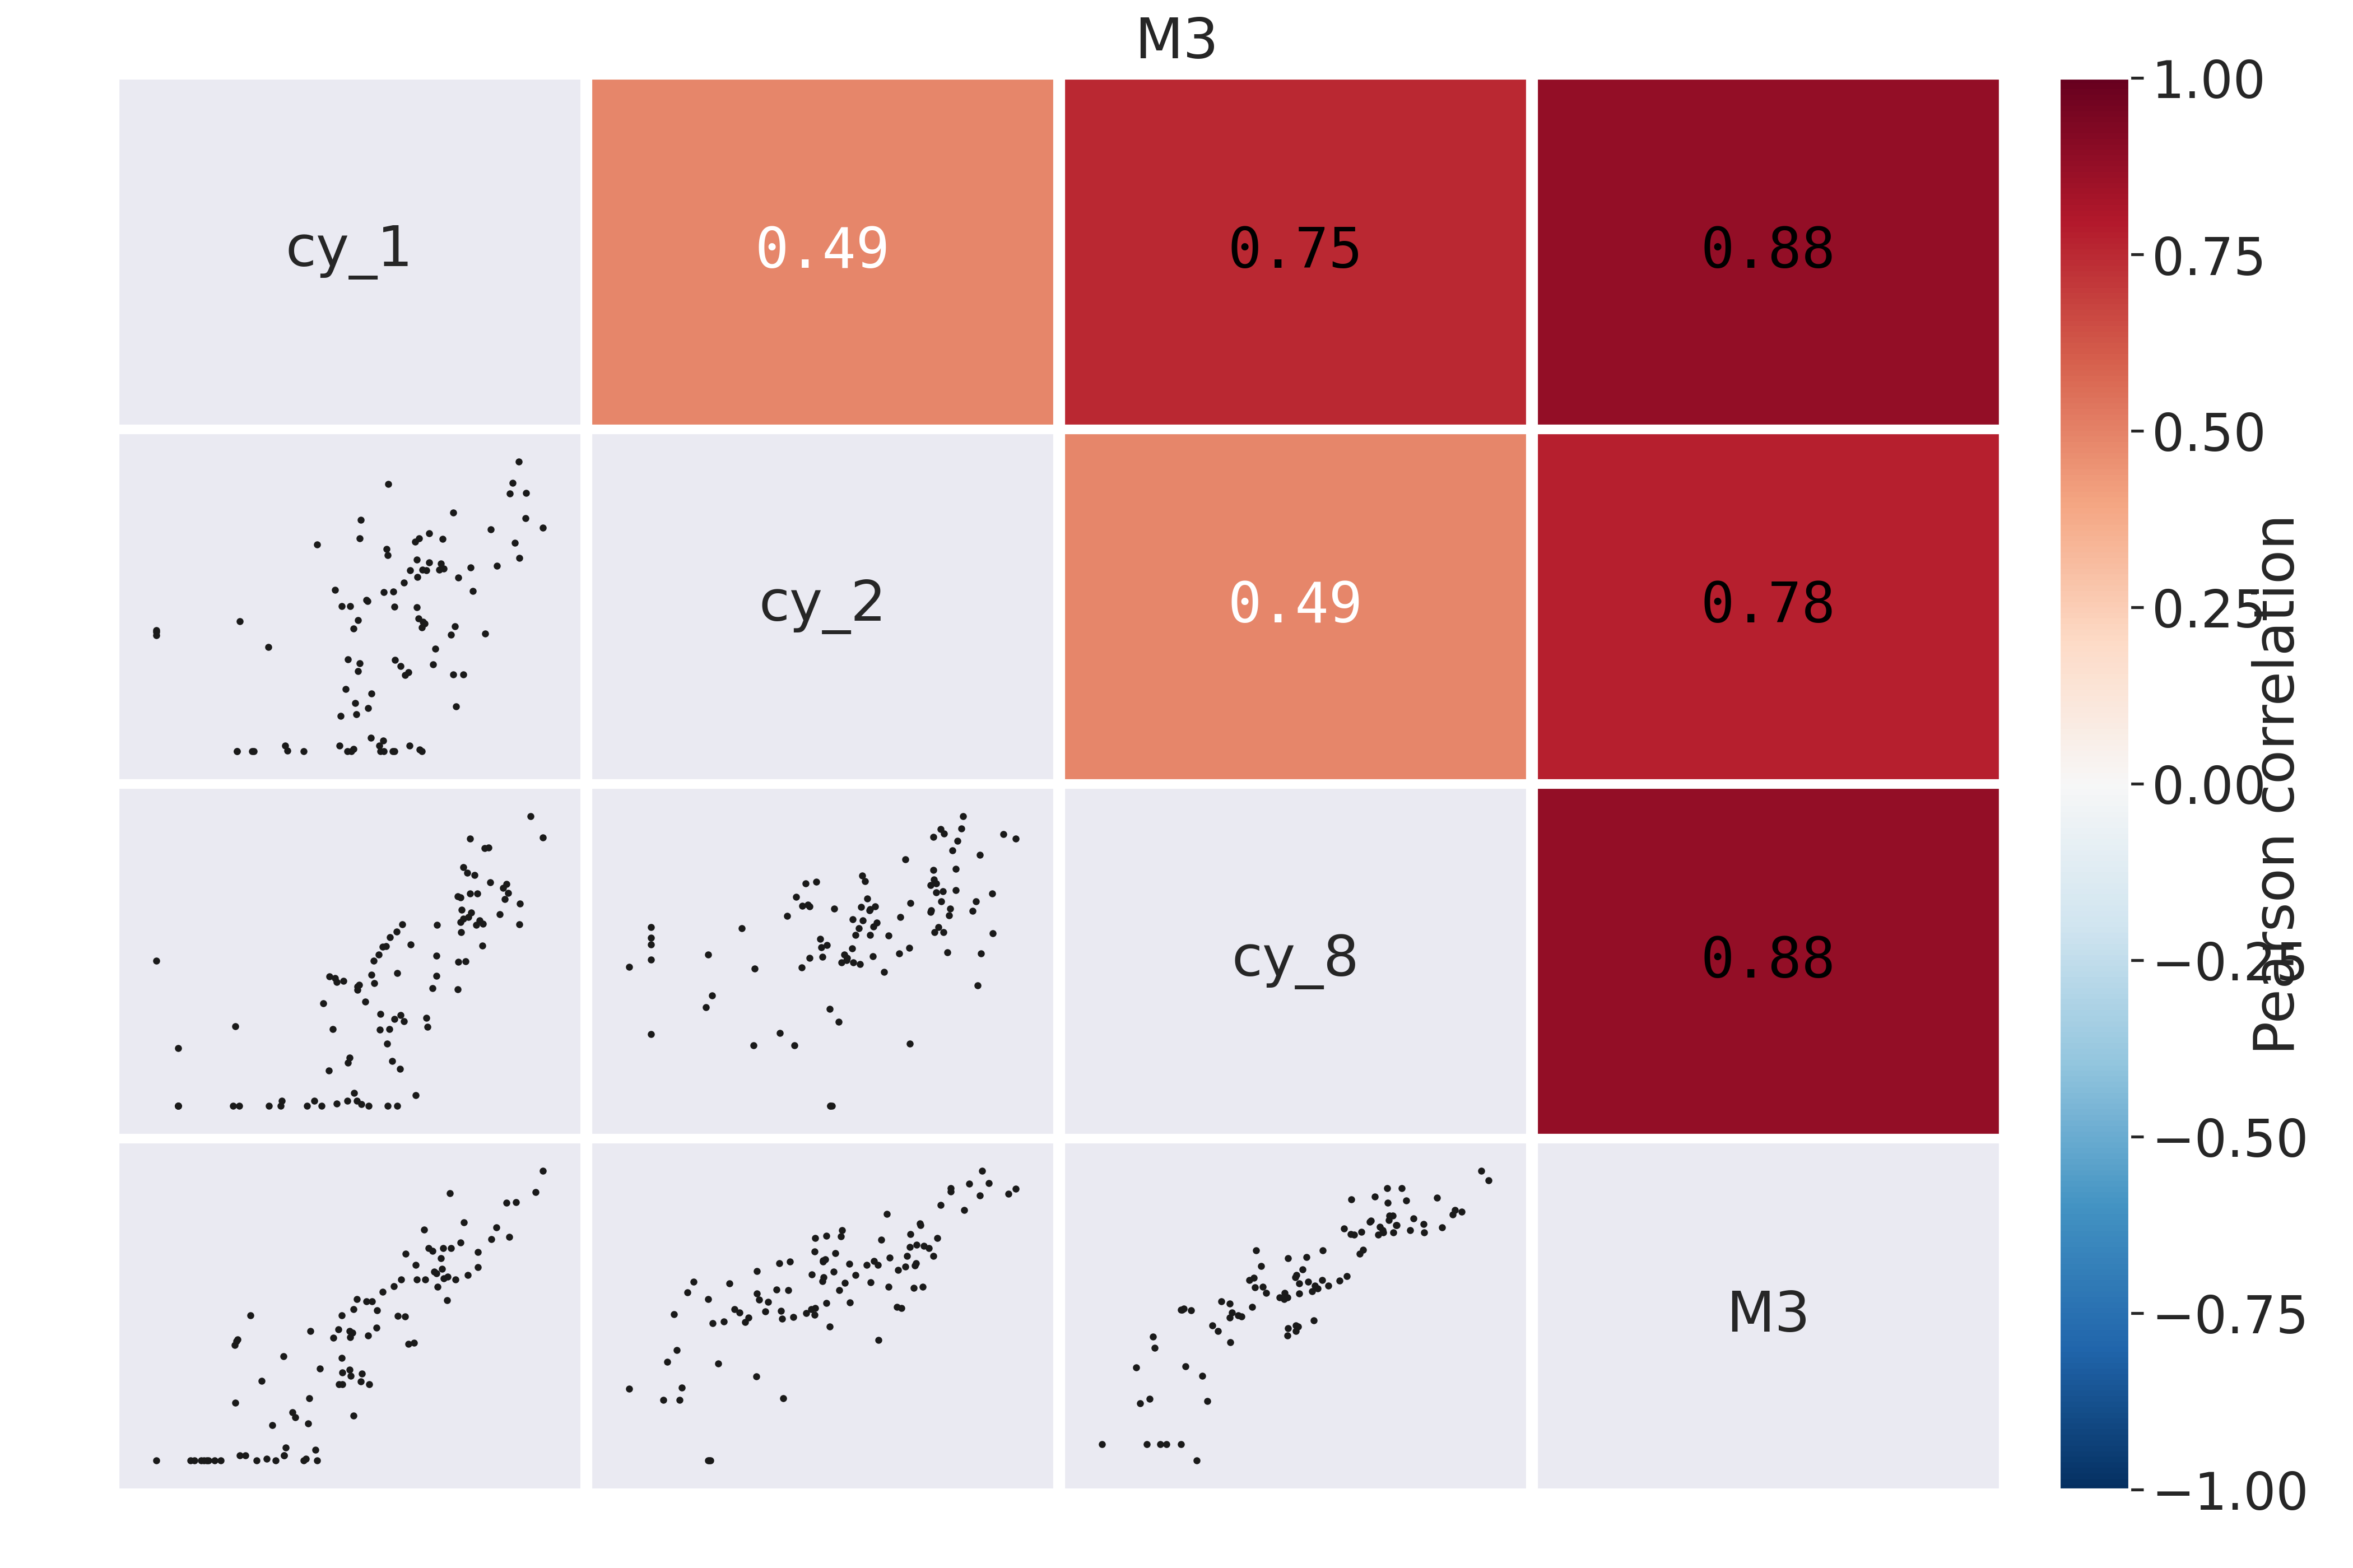 M3
cy_1 0.49 0.75 0.88
cy_2 0.49 0.78
cy_8 0.88
M3
1.00
0.75
0.50
0.25
0.00
−0.25
−0.50
−0.75
−1.00
Pearson correlation